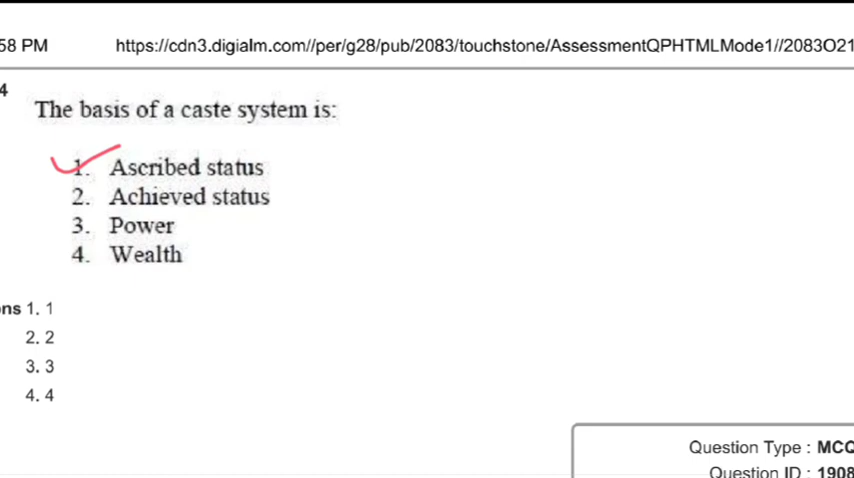 58 PM https://cdn3.digialm.com//per/g28/pub/2083/touchstone/AssessmentQPHTMLMode1//2083O21
4
The basis of a caste system is:
1. Ascribed status
2. Achieved status
3. Power
4. Wealth
ns 1. 1
2. 2
3. 3
4. 4
Question Type : MCQ
Question ID : 1908